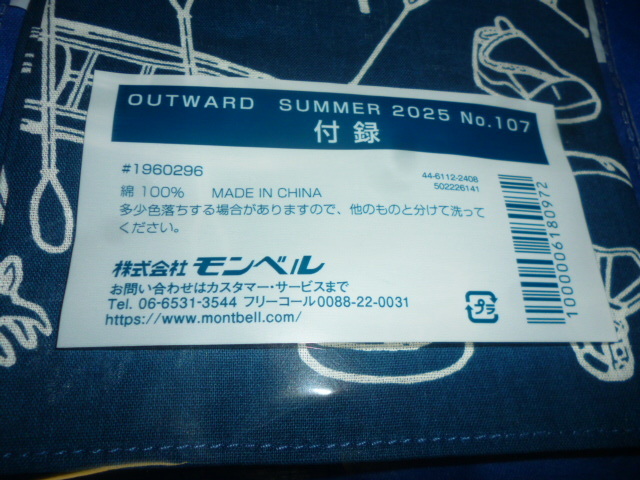 OUTWARD SUMMER 2025 No.107
付録
#1960296
44-6112-2408
502226141
綿 100% MADE IN CHINA
多少色落ちする場合がありますので、他のものと分けて洗って
ください。
株式会社 モンベル
お問い合わせはカスタマー・サービスまで
Tel. 06-6531-3544 フリーコール0088-22-0031
https://www.montbell.com/
プラ
1000006180972